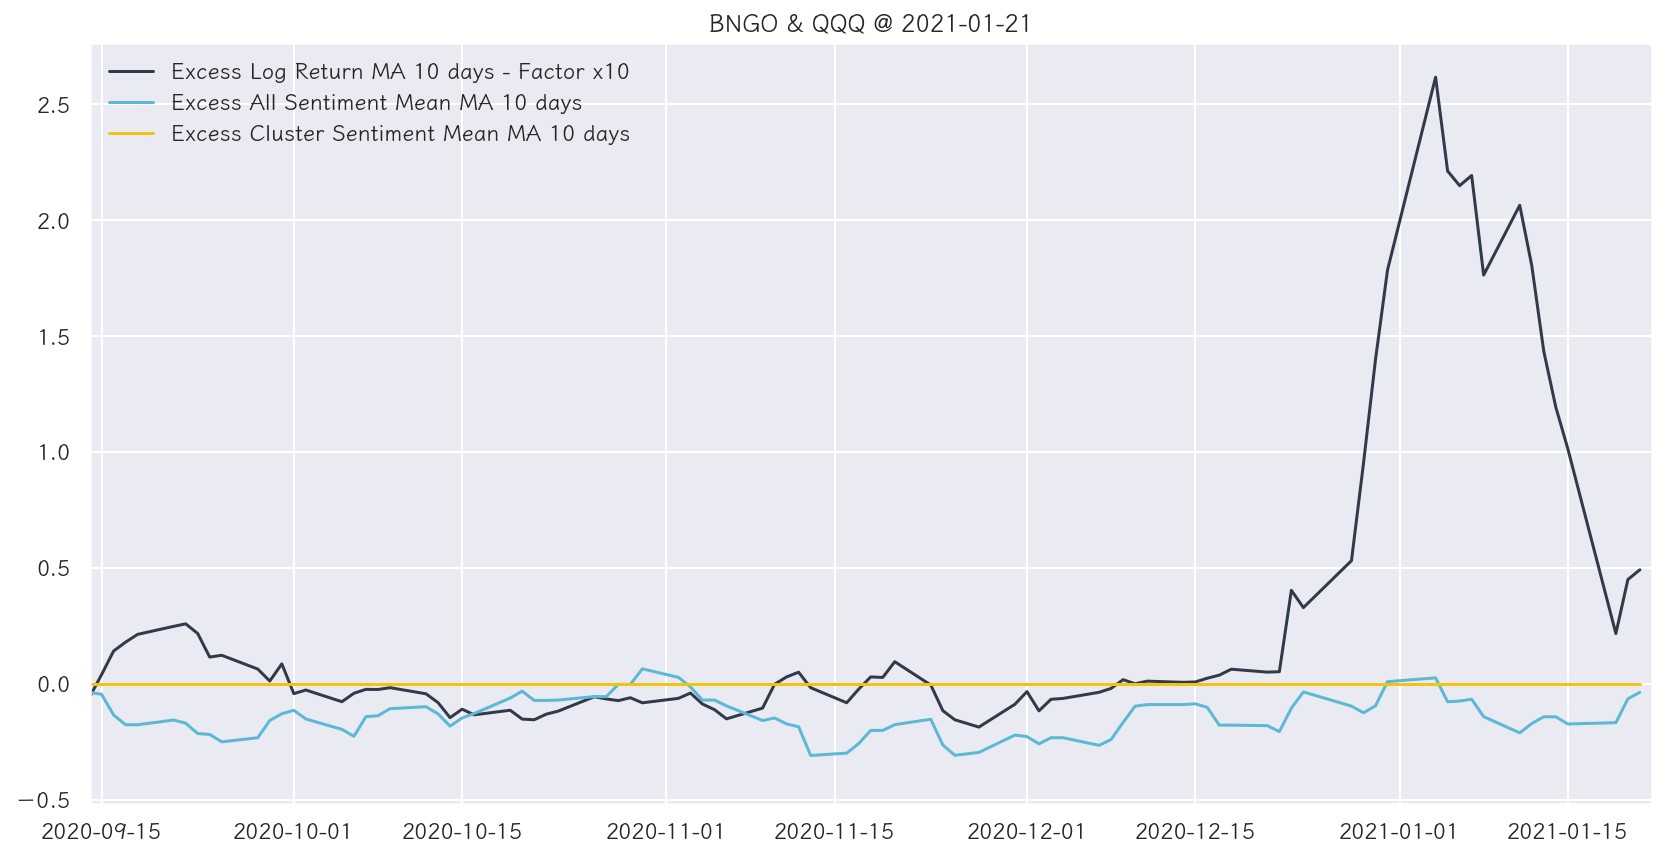 BNGO & QQQ @ 2021-01-21
Excess Log Return MA 10 days - Factor x10
Excess All Sentiment Mean MA 10 days
Excess Cluster Sentiment Mean MA 10 days
2.5
2.0
1.5
1.0
0.5
0.0
−0.5
2020-09-15 2020-10-01 2020-10-15 2020-11-01 2020-11-15 2020-12-01 2020-12-15 2021-01-01 2021-01-15